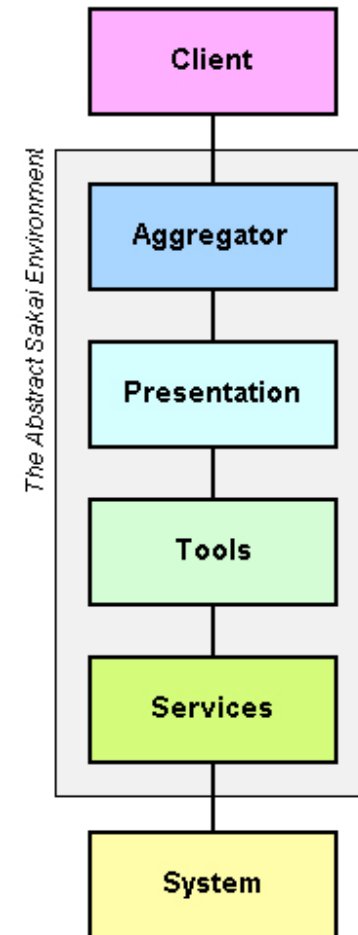 Client
The Abstract Sakai Environment
Aggregator
Presentation
Tools
Services
System